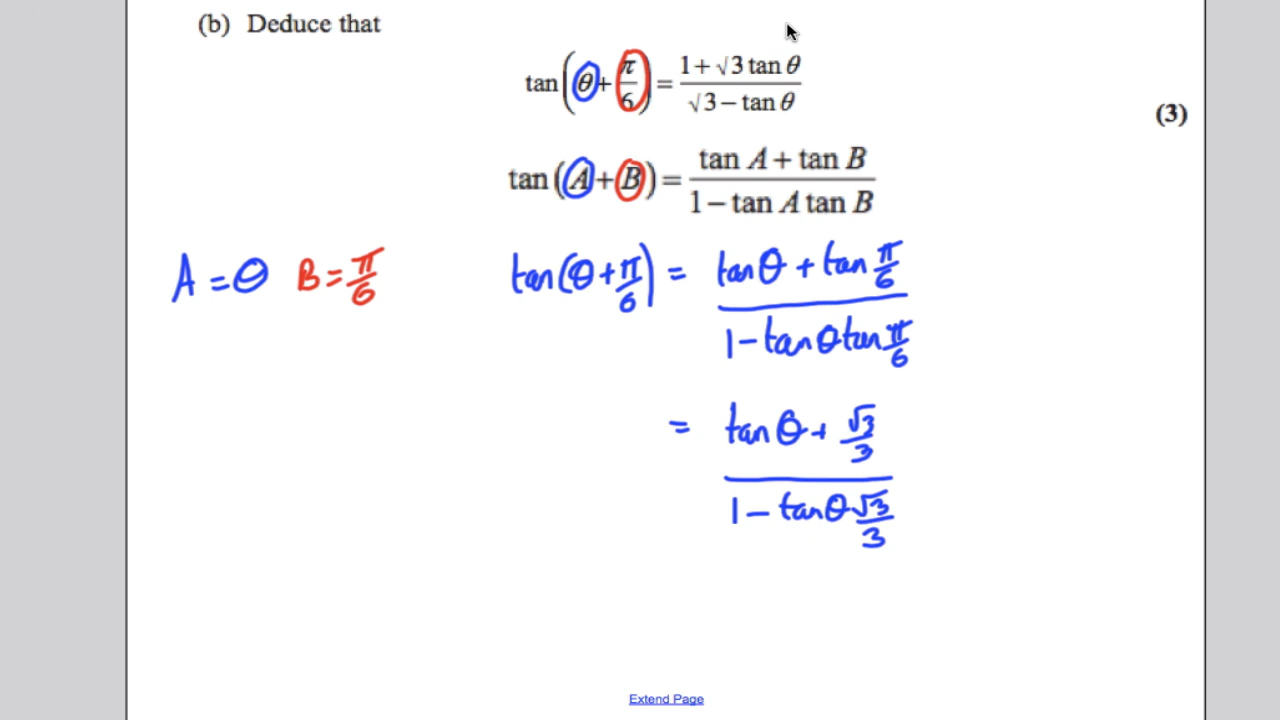 (b) Deduce that
tan(θ + π/6) = (1 + √3 tan θ)/(√3 − tan θ)
(3)
tan (A + B) = (tan A + tan B)/(1 − tan A tan B)
A = θ B = π/6 tan(θ + π/6) = (tan θ + tan π/6)/(1 − tan θ tan π/6)
= (tan θ + √3/3)/(1 − tan θ √3/3)
Extend Page